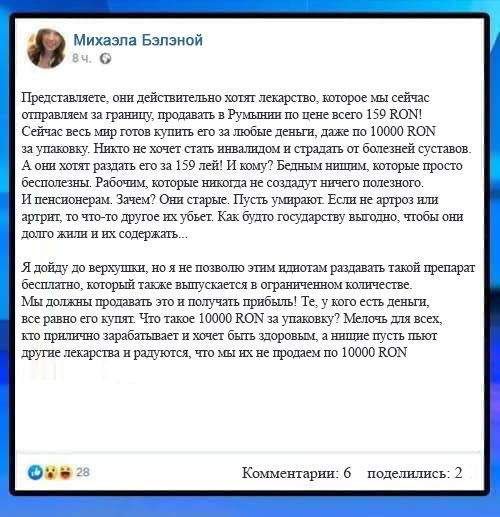 Михаэла Бэлэной
8 ч.
Представляете, они действительно хотят лекарство, которое мы сейчас
отправляем за границу, продавать в Румынии по цене всего 159 RON!
Сейчас весь мир готов купить его за любые деньги, даже по 10000 RON
за упаковку. Никто не хочет стать инвалидом и страдать от болезней суставов.
А они хотят раздать его за 159 лей! И кому? Бедным нищим, которые просто
бесполезны. Рабочим, которые никогда не создадут ничего полезного.
И пенсионерам. Зачем? Они старые. Пусть умирают. Если не артроз или
артрит, то что-то другое их убьет. Как будто государству выгодно, чтобы они
долго жили и их содержать...
Я дойду до верхушки, но я не позволю этим идиотам раздавать такой препарат
бесплатно, который также выпускается в ограниченном количестве.
Мы должны продавать это и получать прибыль! Те, у кого есть деньги,
все равно его купят. Что такое 10000 RON за упаковку? Мелочь для всех,
кто прилично зарабатывает и хочет быть здоровым, а нищие пусть пьют
другие лекарства и радуются, что мы их не продаем по 10000 RON
28 Комментарии: 6 поделились: 2